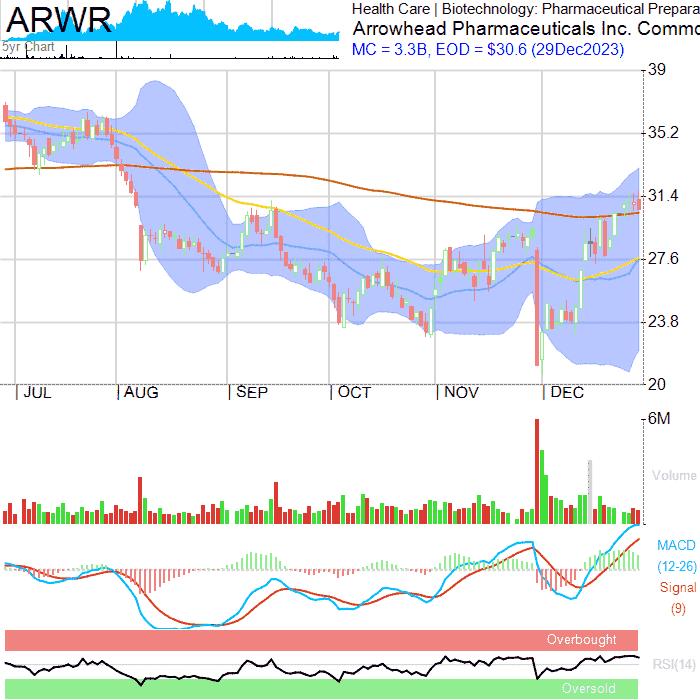 ARWR
5yr Chart
Health Care | Biotechnology: Pharmaceutical Prepara
Arrowhead Pharmaceuticals Inc. Commo
MC = 3.3B, EOD = $30.6 (29Dec2023)
39
35.2
31.4
27.6
23.8
20
JUL
AUG
SEP
OCT
NOV
DEC
6M
Volume
MACD
(12-26)
Signal
(9)
Overbought
RSI(14)
Oversold